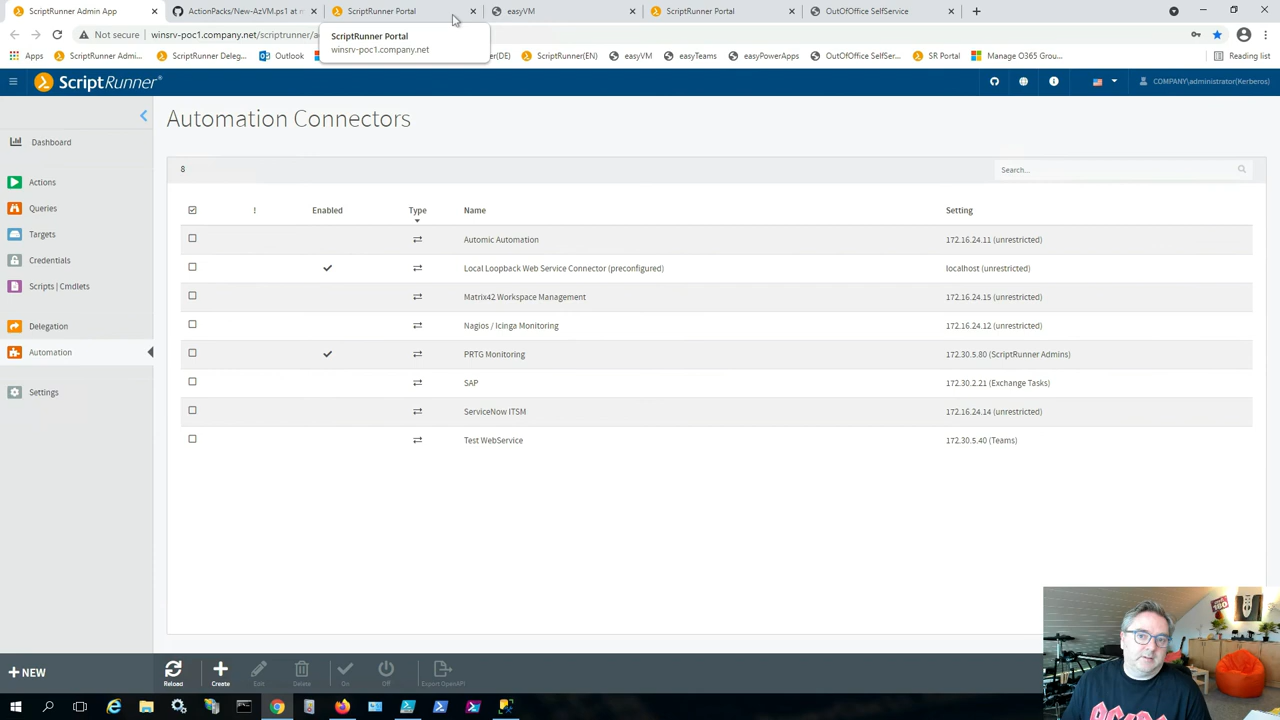 ScriptRunner Admin App
ActionPacks/New-AzVM.ps1 at m
ScriptRunner Portal
easyVM
ScriptRunner Portal
OutOfOffice SelfService
Not secure
winsrv-poc1.company.net/scriptrunner/a
ScriptRunner Portal
winsrv-poc1.company.net
Apps
ScriptRunner Admi...
ScriptRunner Deleg...
Outlook
(DE)
ScriptRunner(EN)
easyVM
easyTeams
easyPowerApps
OutOfOffice SelfSer...
SR Portal
Manage O365 Grou...
Reading list
ScriptRunner®
COMPANY\administrator(Kerberos)
Dashboard
Actions
Queries
Targets
Credentials
Scripts | Cmdlets
Delegation
Automation
Settings
Automation Connectors
8
Search...
! Enabled Type Name Setting
Automic Automation 172.16.24.11 (unrestricted)
Local Loopback Web Service Connector (preconfigured) localhost (unrestricted)
Matrix42 Workspace Management 172.16.24.15 (unrestricted)
Nagios / Icinga Monitoring 172.16.24.12 (unrestricted)
PRTG Monitoring 172.30.5.80 (ScriptRunner Admins)
SAP 172.30.2.21 (Exchange Tasks)
ServiceNow ITSM 172.16.24.14 (unrestricted)
Test WebService 172.30.5.40 (Teams)
+ NEW
Reload
Create
Edit
Delete
On
Off
Export OpenAPI